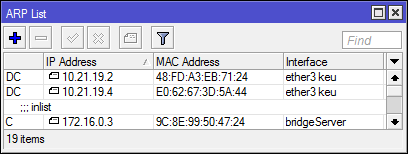 ARP List
Find
IP Address MAC Address Interface
DC 10.21.19.2 48:FD:A3:EB:71:24 ether3 keu
DC 10.21.19.4 E0:62:67:3D:5A:44 ether3 keu
;;; inlist
C 172.16.0.3 9C:8E:99:50:47:24 bridgeServer
19 items